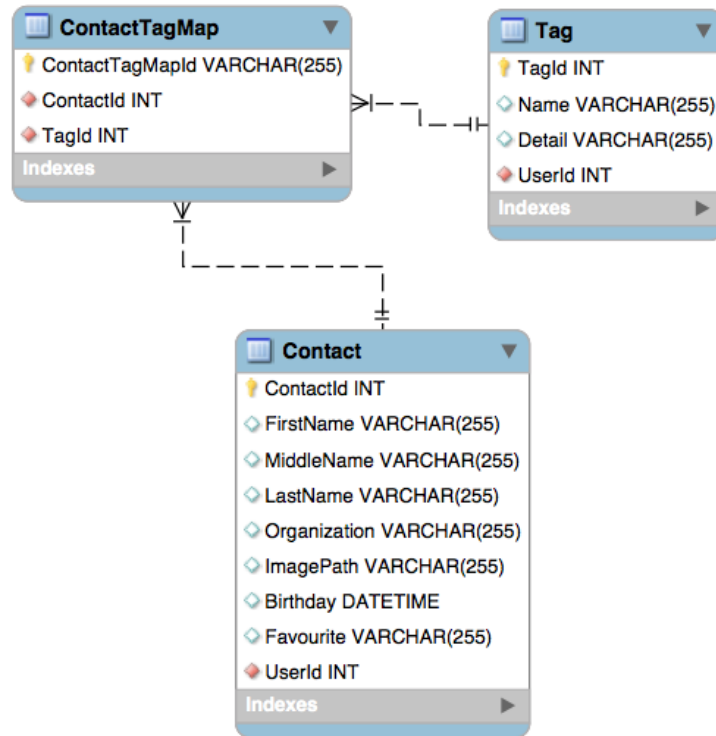 ContactTagMap
ContactTagMapId VARCHAR(255)
ContactId INT
TagId INT
Indexes
Tag
TagId INT
Name VARCHAR(255)
Detail VARCHAR(255)
UserId INT
Indexes
Contact
ContactId INT
FirstName VARCHAR(255)
MiddleName VARCHAR(255)
LastName VARCHAR(255)
Organization VARCHAR(255)
ImagePath VARCHAR(255)
Birthday DATETIME
Favourite VARCHAR(255)
UserId INT
Indexes